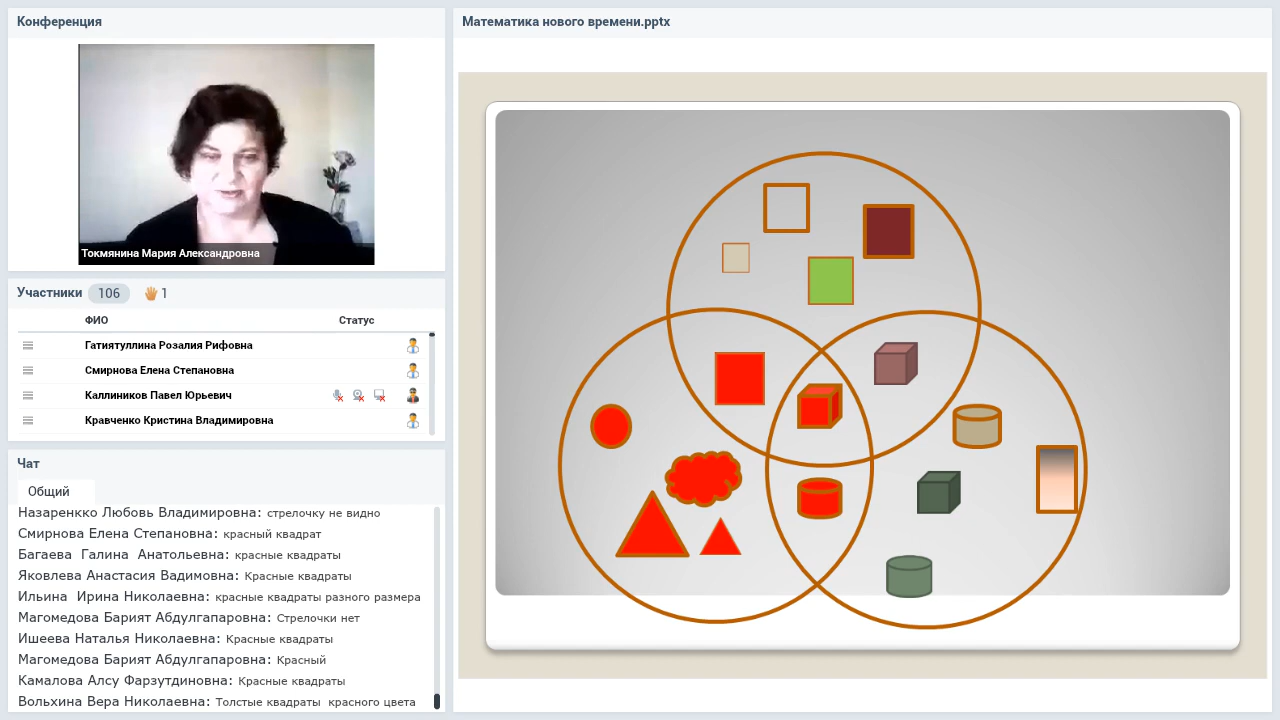 Конференция
Токмянина Мария Александровна
Участники 106 1
ФИО Статус
Гатиятуллина Розалия Рифовна
Смирнова Елена Степановна
Каллиников Павел Юрьевич
Кравченко Кристина Владимировна
Чат
Общий
Назаренкко Любовь Владимировна: стрелочку не видно
Смирнова Елена Степановна: красный квадрат
Багаева Галина Анатольевна: красные квадраты
Яковлева Анастасия Вадимовна: Красные квадраты
Ильина Ирина Николаевна: красные квадраты разного размера
Магомедова Барият Абдулгапаровна: Стрелочки нет
Ишеева Наталья Николаевна: Красные квадраты
Магомедова Барият Абдулгапаровна: Красный
Камалова Алсу Фарзутдиновна: Красные квадраты
Вольхина Вера Николаевна: Толстые квадраты красного цвета
Математика нового времени.pptx